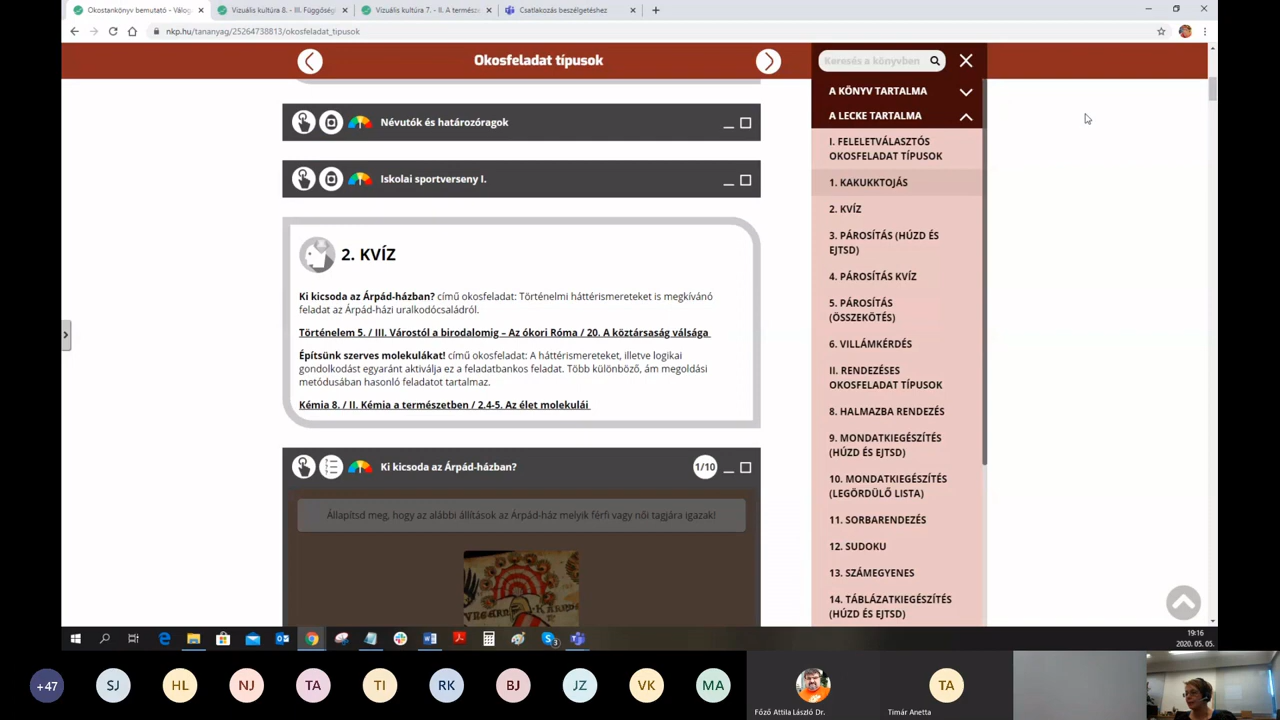 Okostankönyv bemutató - Válog
Vizuális kultúra 8. - III. Függőség
Vizuális kultúra 7. - II. A termész
Csatlakozás beszélgetéshez
nkp.hu/tananyag/25264738813/okosfeladat_tipusok
Okosfeladat típusok
Keresés a könyvben
A KÖNYV TARTALMA
A LECKE TARTALMA
I. FELELETVÁLASZTÓS
OKOSFELADAT TÍPUSOK
1. KAKUKKTOJÁS
2. KVÍZ
3. PÁROSÍTÁS (HÚZD ÉS
EJTSD)
4. PÁROSÍTÁS KVÍZ
5. PÁROSÍTÁS
(ÖSSZEKÖTÉS)
6. VILLÁMKÉRDÉS
II. RENDEZÉSES
OKOSFELADAT TÍPUSOK
8. HALMAZBA RENDEZÉS
9. MONDATKIEGÉSZÍTÉS
(HÚZD ÉS EJTSD)
10. MONDATKIEGÉSZÍTÉS
(LEGÖRDÜLŐ LISTA)
11. SORBARENDEZÉS
12. SUDOKU
13. SZÁMEGYENES
14. TÁBLÁZATKIEGÉSZÍTÉS
(HÚZD ÉS EJTSD)
Névutók és határozóragok
Iskolai sportverseny I.
2. KVÍZ
Ki kicsoda az Árpád-házban? című okosfeladat: Történelmi háttérismereteket is megkívánó
feladat az Árpád-házi uralkodócsaládról.
Történelem 5. / III. Várostól a birodalomig – Az ókori Róma / 20. A köztársaság válsága
Építsünk szerves molekulákat! című okosfeladat: A háttérismereteket, illetve logikai
gondolkodást egyaránt aktiválja ez a feladatbankos feladat. Több különböző, ám megoldási
metódusában hasonló feladatot tartalmaz.
Kémia 8. / II. Kémia a természetben / 2.4-5. Az élet molekulái
Ki kicsoda az Árpád-házban?
1/10
Állapítsd meg, hogy az alábbi állítások az Árpád-ház melyik férfi vagy női tagjára igazak!
19:16
2020. 05. 05.
+47
SJ
HL
NJ
TA
TI
RK
BJ
JZ
VK
MA
Főző Attila László Dr.
TA
Timár Anetta